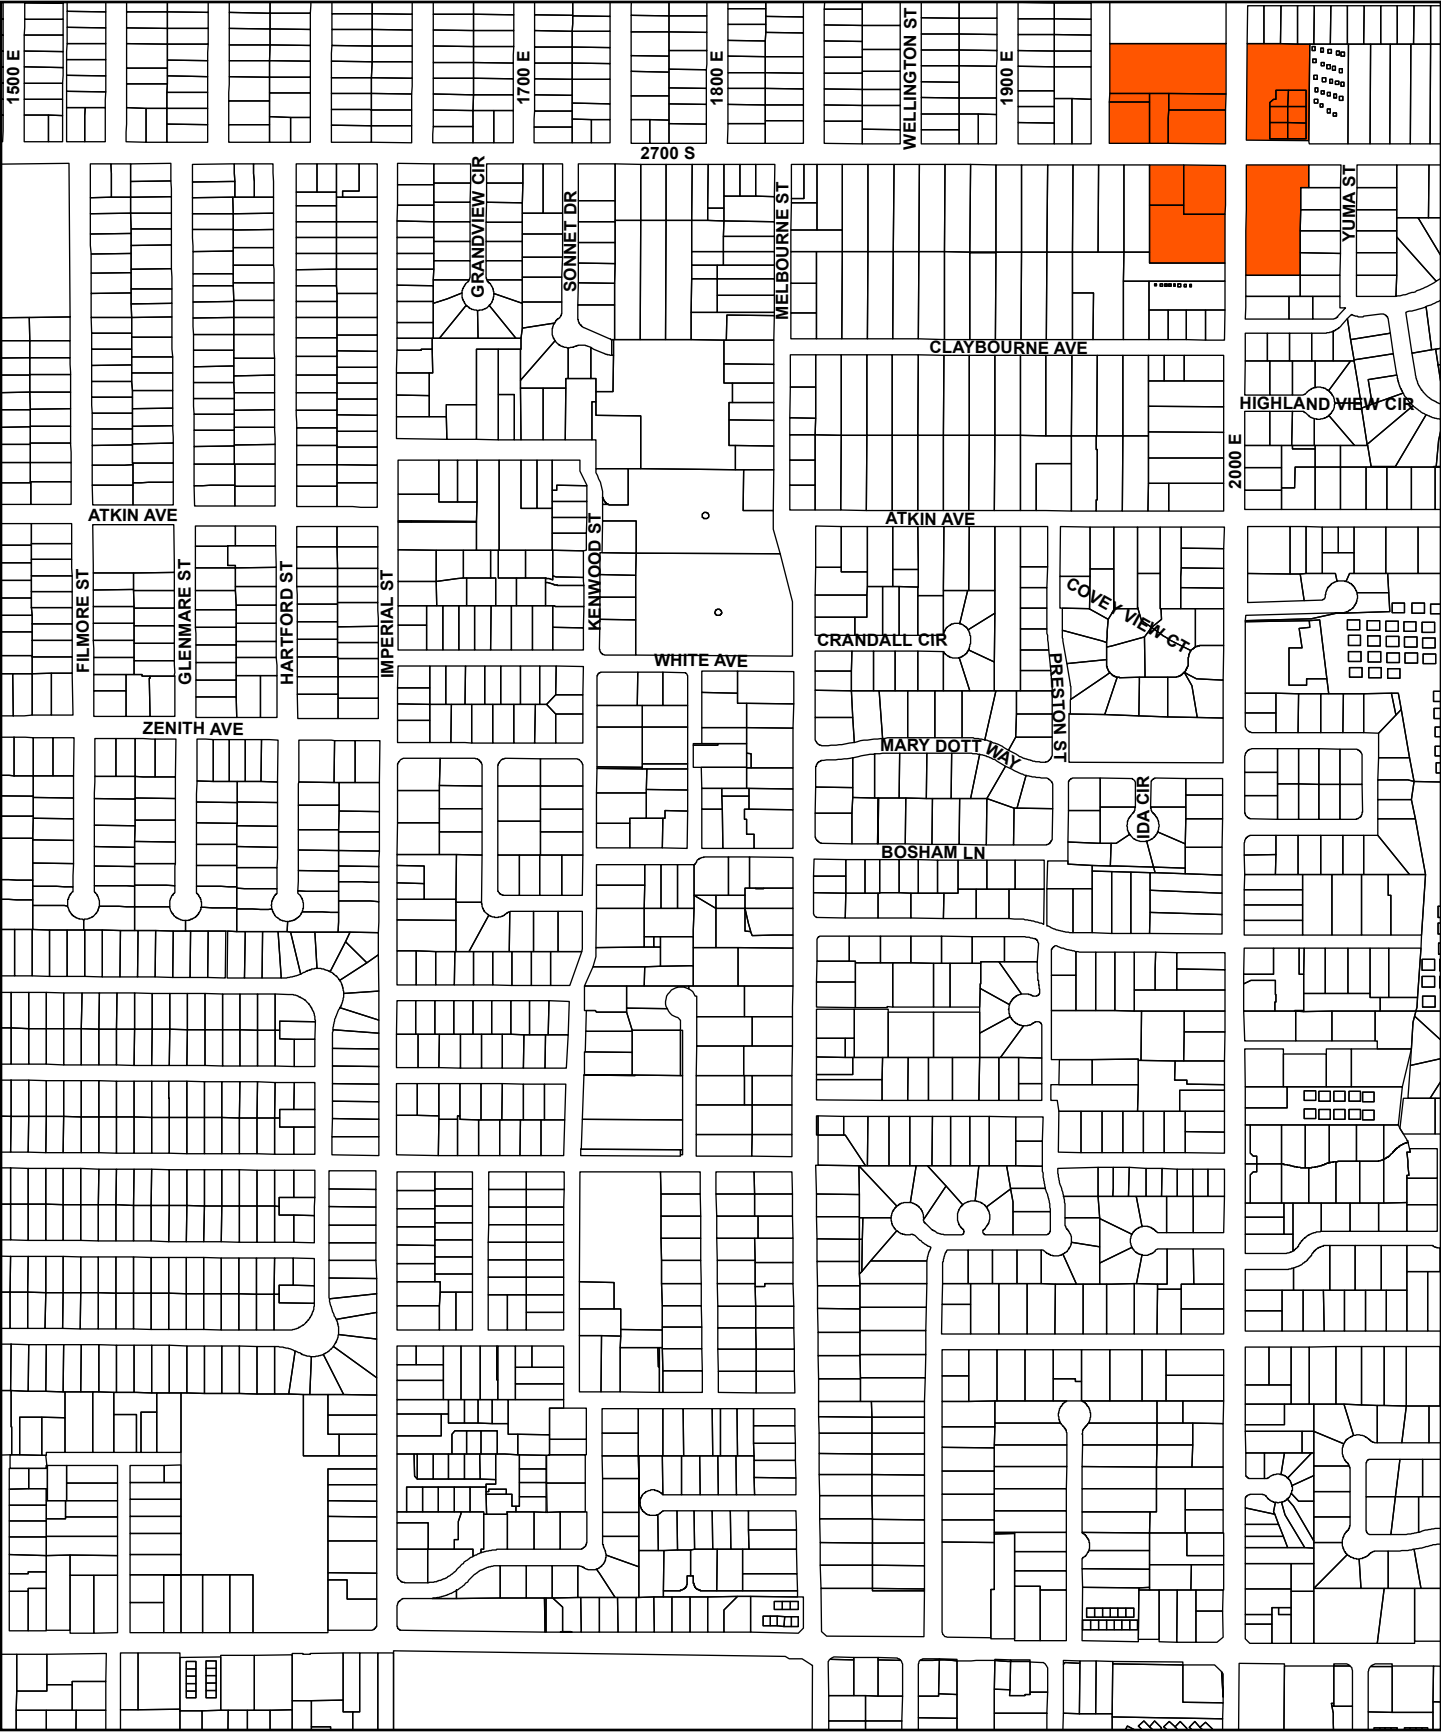 1500 E
1700 E
1800 E
WELLINGTON ST
1900 E
2700 S
GRANDVIEW CIR
SONNET DR
MELBOURNE ST
YUMA ST
CLAYBOURNE AVE
HIGHLAND VIEW CIR
2000 E
ATKIN AVE
ATKIN AVE
FILMORE ST
GLENMARE ST
HARTFORD ST
IMPERIAL ST
KENWOOD ST
COVEY VIEW CT
CRANDALL CIR
WHITE AVE
PRESTON ST
ZENITH AVE
MARY DOTT WAY
IDA CIR
BOSHAM LN